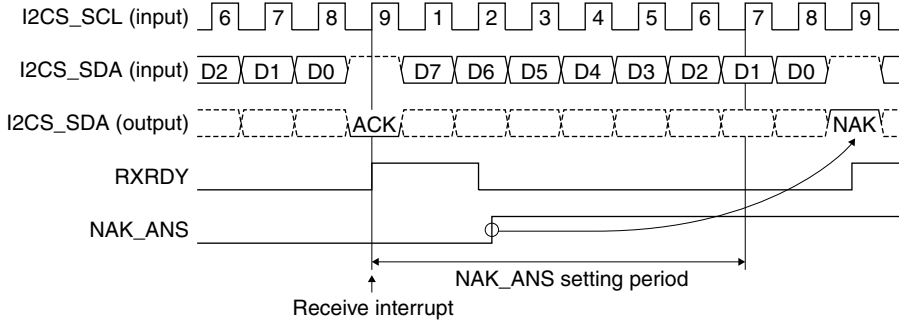 I2CS_SCL (input) 6 7 8 9 1 2 3 4 5 6 7 8 9
I2CS_SDA (input) D2 D1 D0 D7 D6 D5 D4 D3 D2 D1 D0
I2CS_SDA (output) ACK NAK
RXRDY
NAK_ANS
NAK_ANS setting period
Receive interrupt